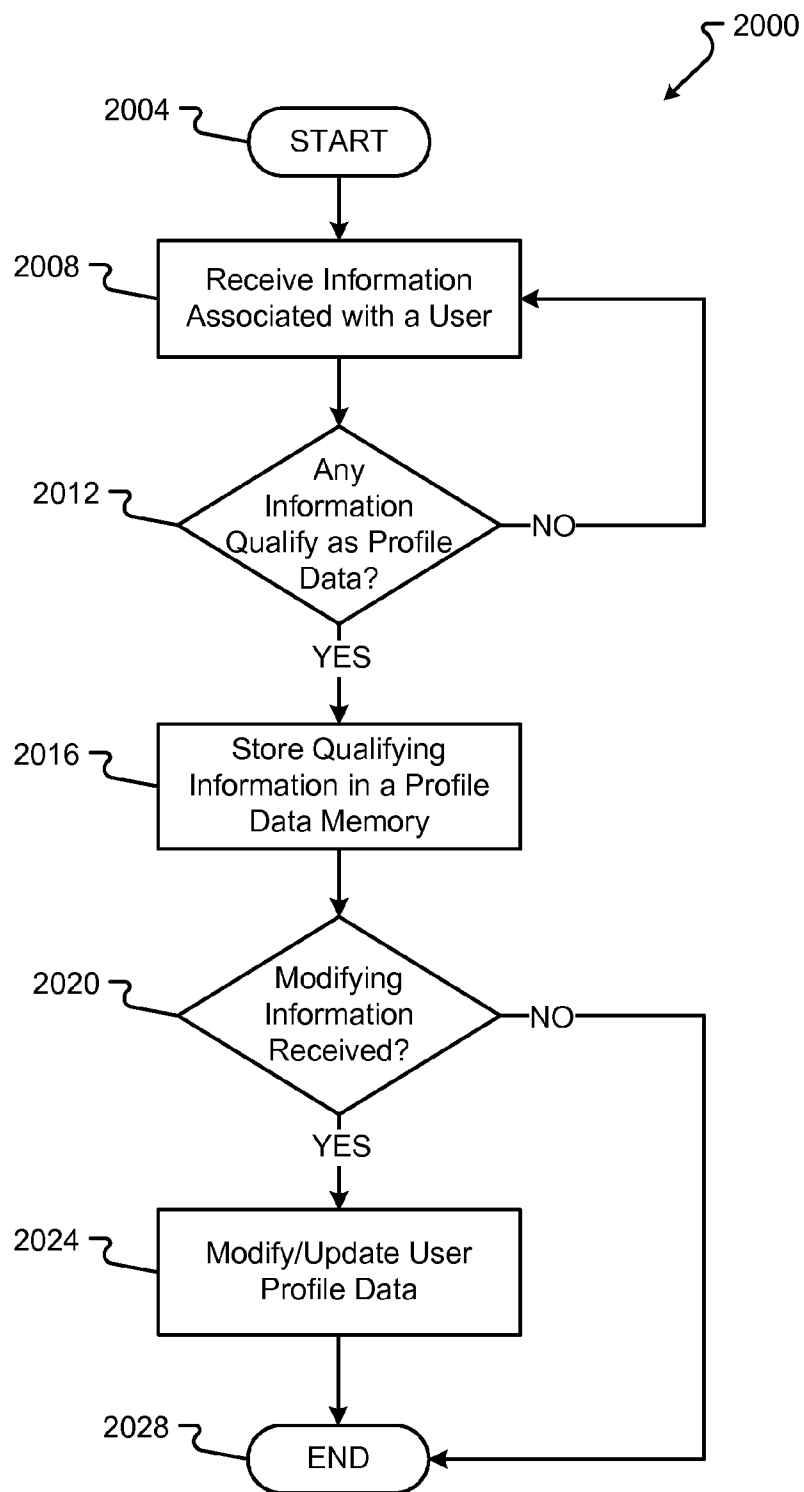 2000
2004
START
2008
Receive Information
Associated with a User
2012
Any
Information
Qualify as Profile
Data?
NO
YES
2016
Store Qualifying
Information in a Profile
Data Memory
2020
Modifying
Information
Received?
NO
YES
2024
Modify/Update User
Profile Data
2028
END